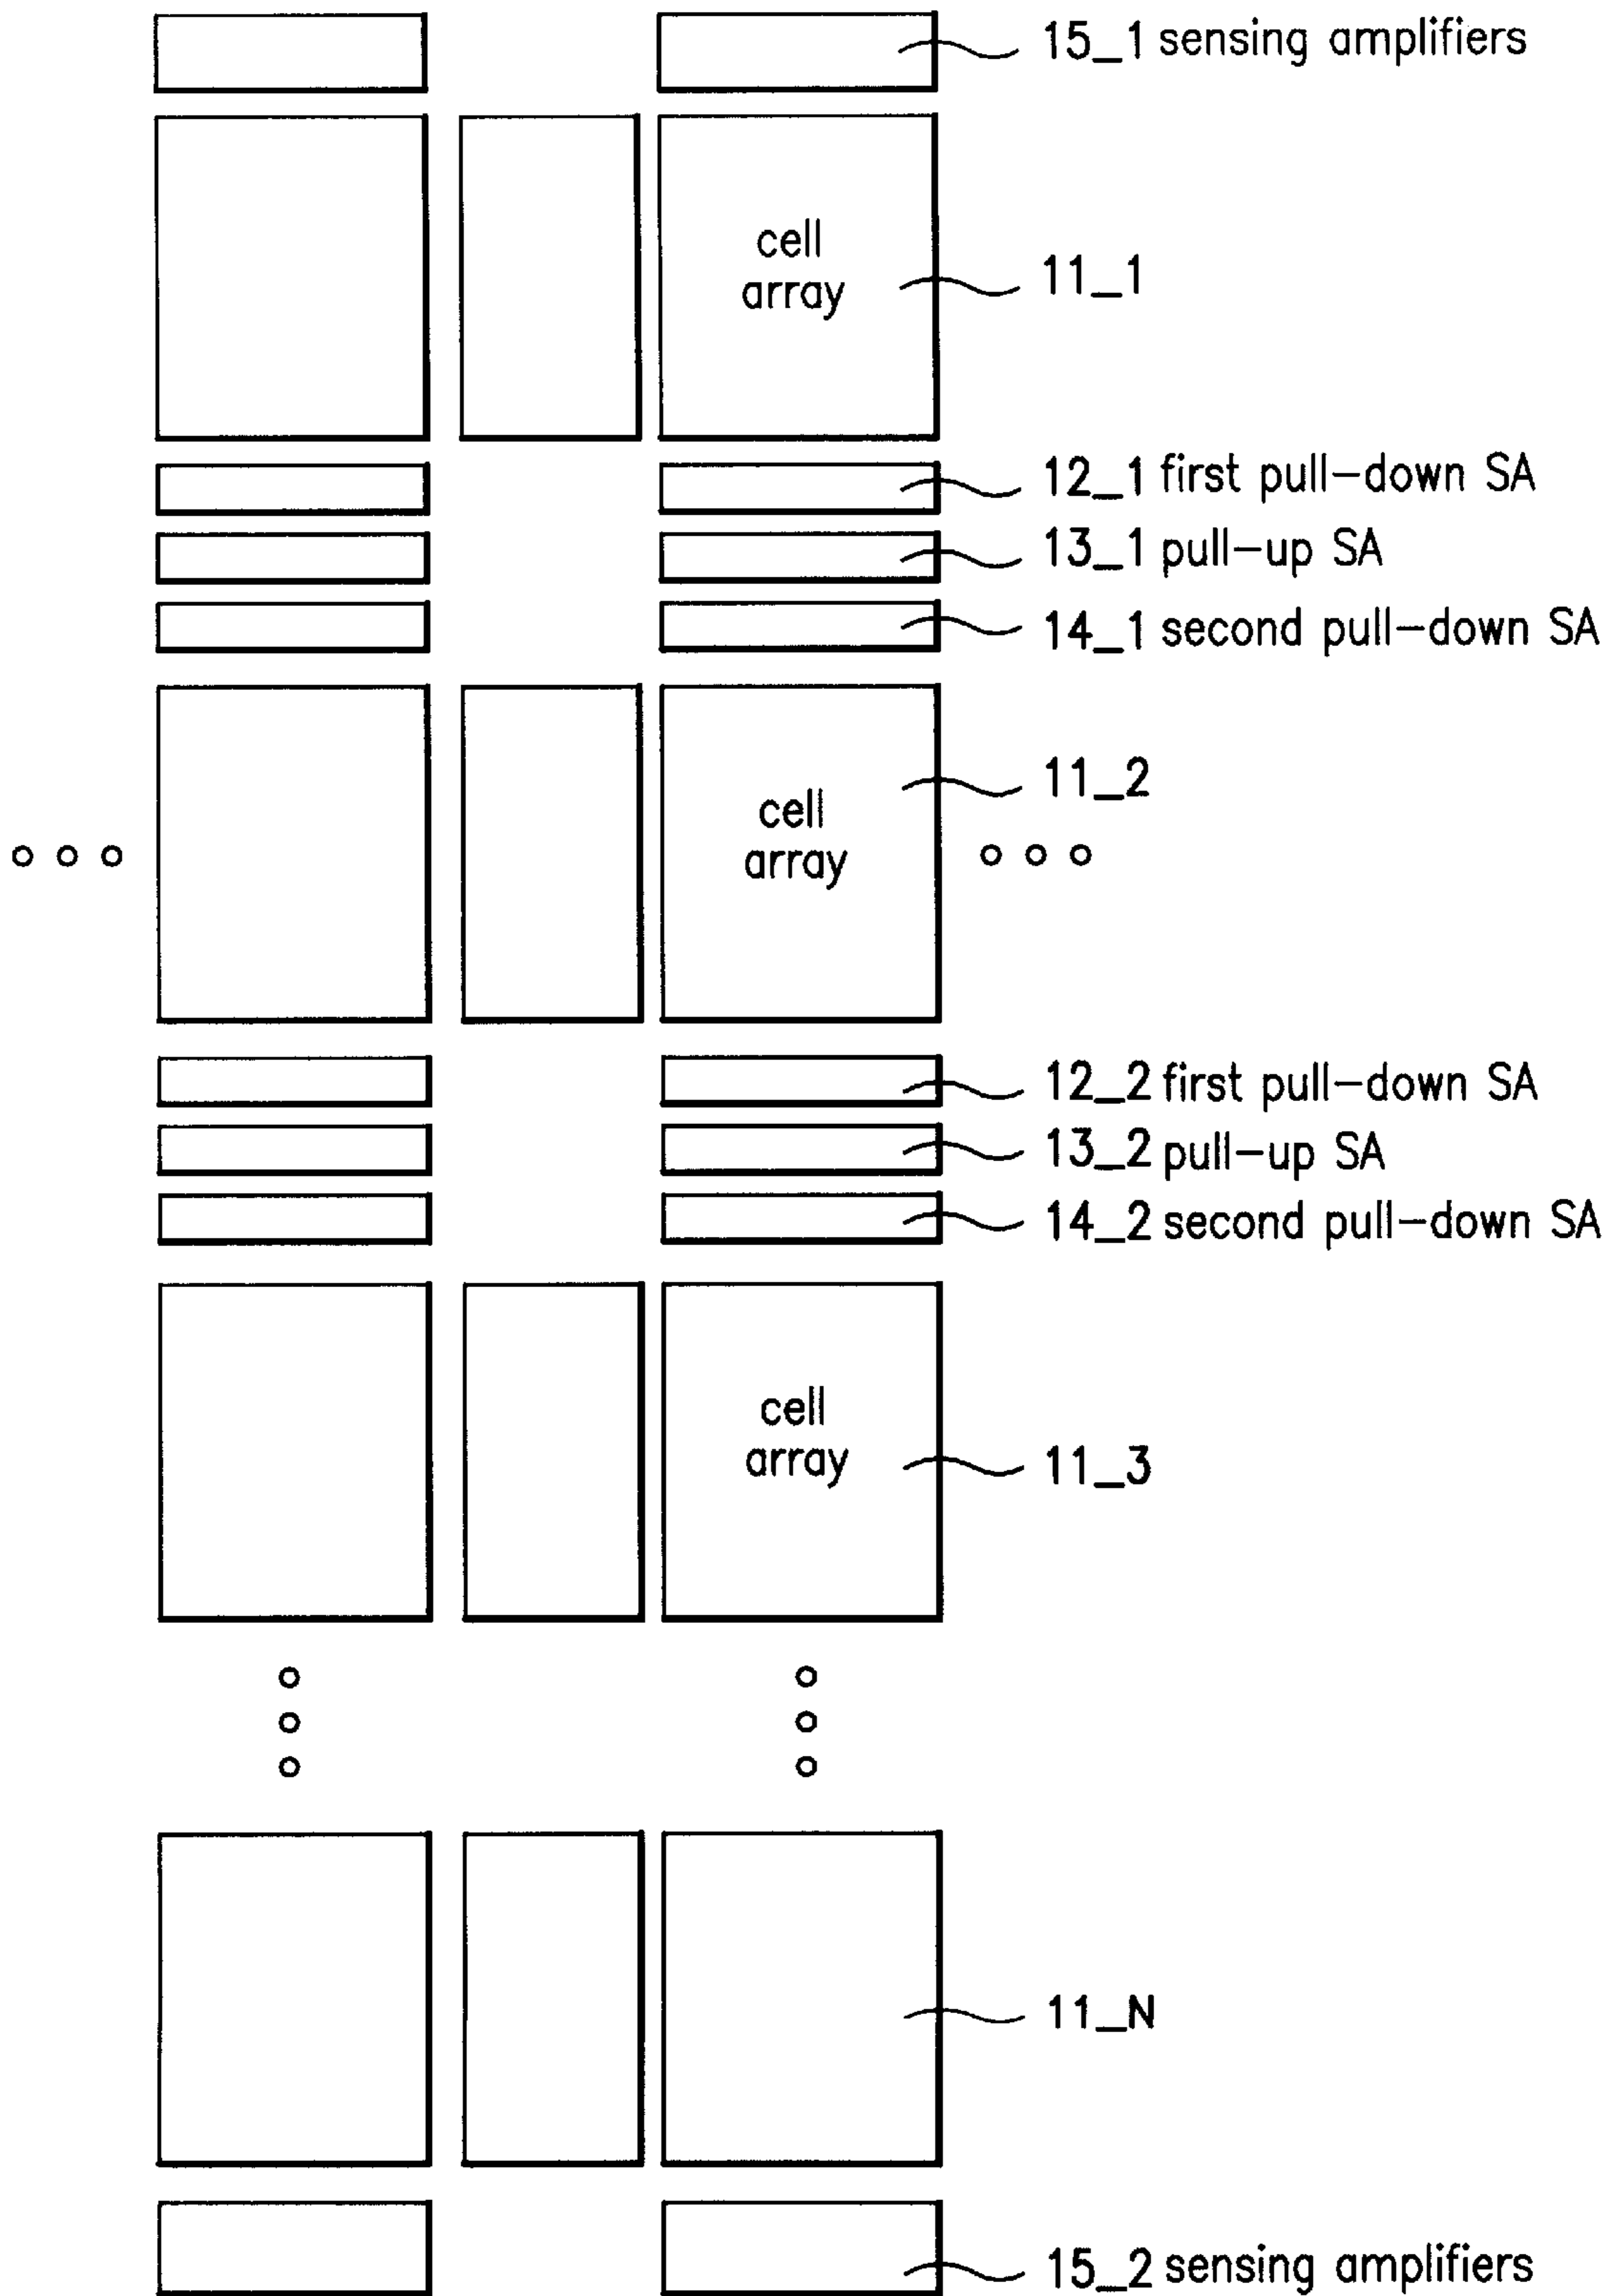 15_1 sensing amplifiers
cell
array
11_1
12_1 first pull-down SA
13_1 pull-up SA
14_1 second pull-down SA
11_2
cell
array
12_2 first pull-down SA
13_2 pull-up SA
14_2 second pull-down SA
cell
array
11_3
11_N
15_2 sensing amplifiers